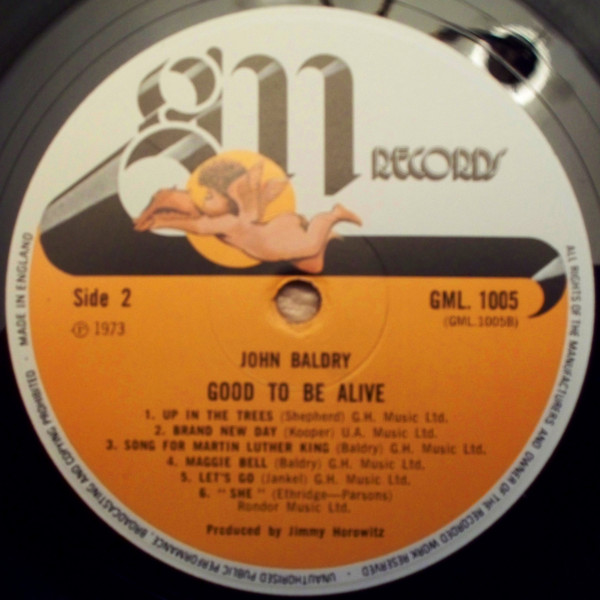 gm RECORDS
Side 2
GML. 1005
℗ 1973
(GML.1005B)
JOHN BALDRY
GOOD TO BE ALIVE
1. UP IN THE TREES (Shepherd) G.H. Music Ltd.
2. BRAND NEW DAY (Kooper) U.A. Music Ltd.
3. SONG FOR MARTIN LUTHER KING (Baldry) G.H. Music Ltd.
4. MAGGIE BELL (Baldry) G.H. Music Ltd.
5. LET'S GO (Jankel) G.H. Music Ltd.
6. "SHE" (Ethridge—Parsons)
Rondor Music Ltd.
Produced by Jimmy Horowitz
ALL RIGHTS OF THE MANUFACTURERS AND OWNER OF THE RECORDED WORK RESERVED · UNAUTHORISED PUBLIC PERFORMANCE, BROADCASTING AND COPYING PROHIBITED · MADE IN ENGLAND